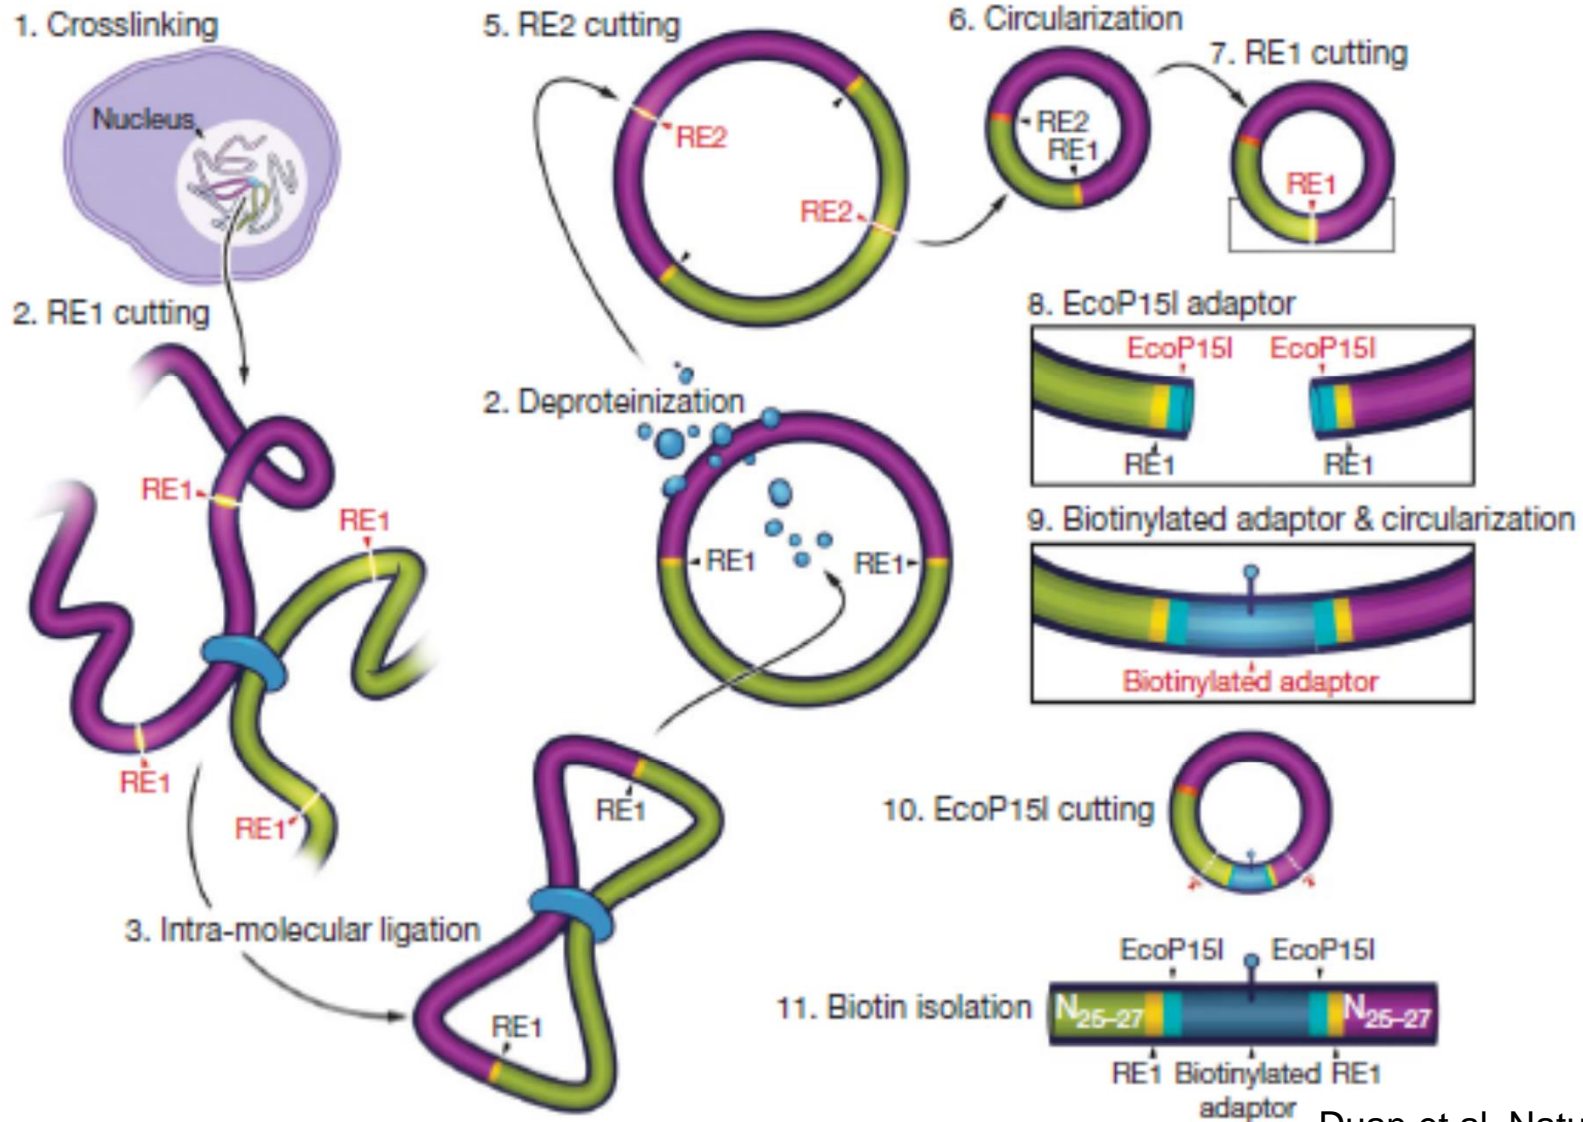 1. Crosslinking
Nucleus
2. RE1 cutting
RE1
RE1
RE1
RE1
3. Intra-molecular ligation
RE1
RE1
2. Deproteinization
RE1
RE1
5. RE2 cutting
RE2
RE2
6. Circularization
RE2
RE1
7. RE1 cutting
RE1
8. EcoP15I adaptor
EcoP15I EcoP15I
RE1 RE1
9. Biotinylated adaptor & circularization
Biotinylated adaptor
10. EcoP15I cutting
11. Biotin isolation
EcoP15I EcoP15I
N25–27 N25–27
RE1 Biotinylated RE1
adaptor